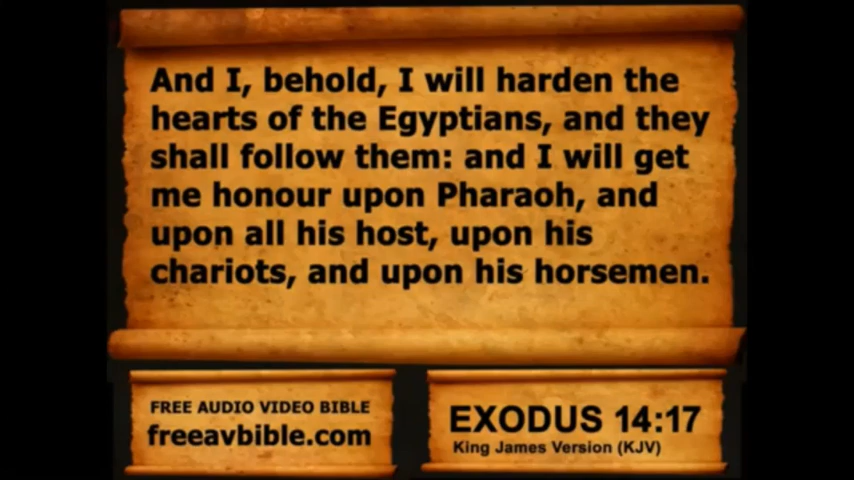 And I, behold, I will harden the
hearts of the Egyptians, and they
shall follow them: and I will get
me honour upon Pharaoh, and
upon all his host, upon his
chariots, and upon his horsemen.
FREE AUDIO VIDEO BIBLE
freeavbible.com
EXODUS 14:17
King James Version (KJV)